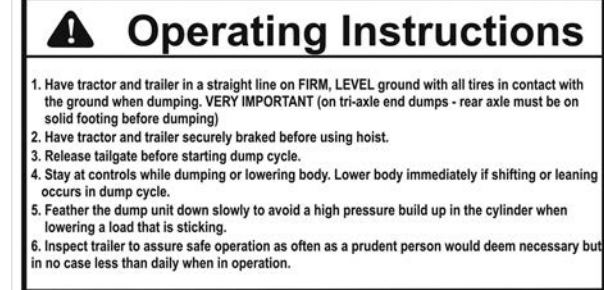 Operating Instructions
1. Have tractor and trailer in a straight line on FIRM, LEVEL ground with all tires in contact with
the ground when dumping. VERY IMPORTANT (on tri-axle end dumps - rear axle must be on
solid footing before dumping)
2. Have tractor and trailer securely braked before using hoist.
3. Release tailgate before starting dump cycle.
4. Stay at controls while dumping or lowering body. Lower body immediately if shifting or leaning
occurs in dump cycle.
5. Feather the dump unit down slowly to avoid a high pressure build up in the cylinder when
lowering a load that is sticking.
6. Inspect trailer to assure safe operation as often as a prudent person would deem necessary but
in no case less than daily when in operation.